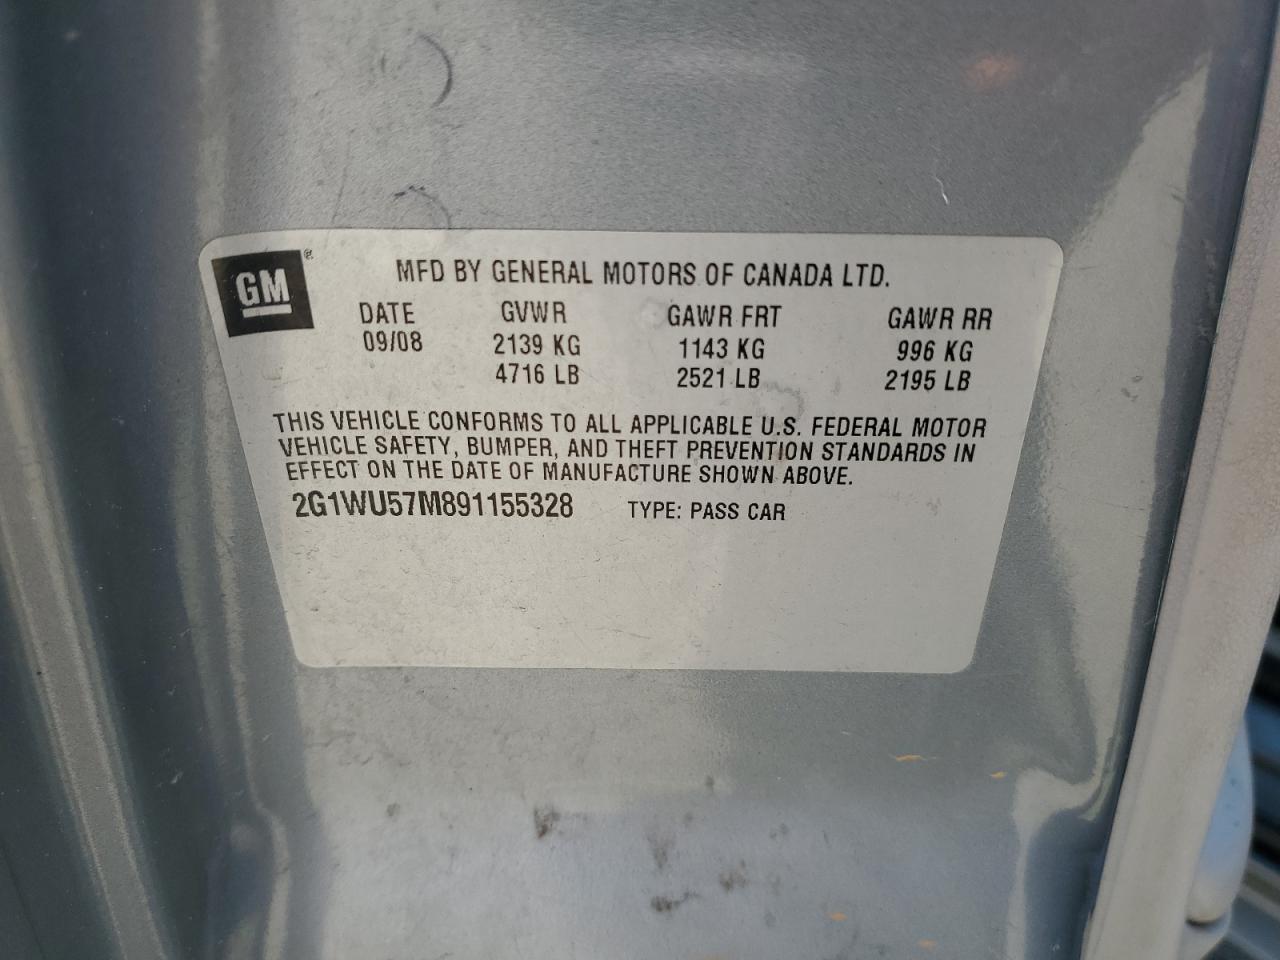 GM®
MFD BY GENERAL MOTORS OF CANADA LTD.
DATE GVWR GAWR FRT GAWR RR
09/08 2139 KG 1143 KG 996 KG
4716 LB 2521 LB 2195 LB
THIS VEHICLE CONFORMS TO ALL APPLICABLE U.S. FEDERAL MOTOR
VEHICLE SAFETY, BUMPER, AND THEFT PREVENTION STANDARDS IN
EFFECT ON THE DATE OF MANUFACTURE SHOWN ABOVE.
2G1WU57M891155328 TYPE: PASS CAR